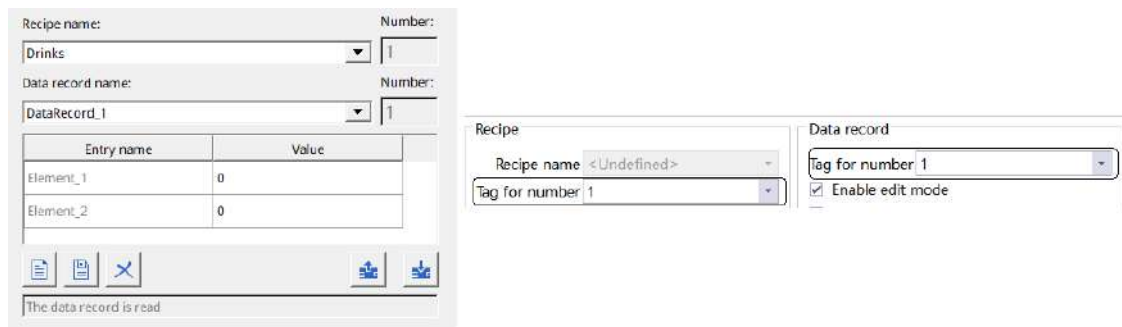 Recipe name: Number:
Drinks 1
Data record name: Number:
DataRecord_1 1
Entry name Value
Element_1 0
Element_2 0
The data record is read
Recipe
Recipe name <Undefined>
Tag for number 1
Data record
Tag for number 1
Enable edit mode